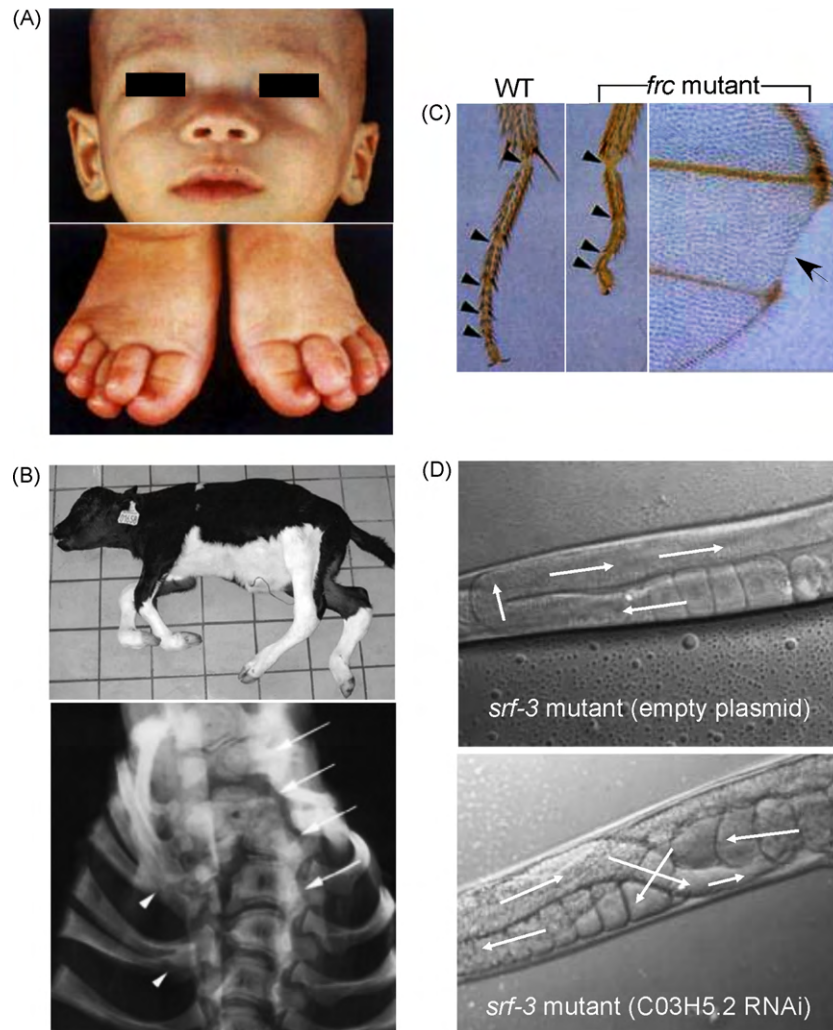 (A)
WT
frc mutant
(C)
(B)
(D)
srf-3 mutant (empty plasmid)
srf-3 mutant (C03H5.2 RNAi)